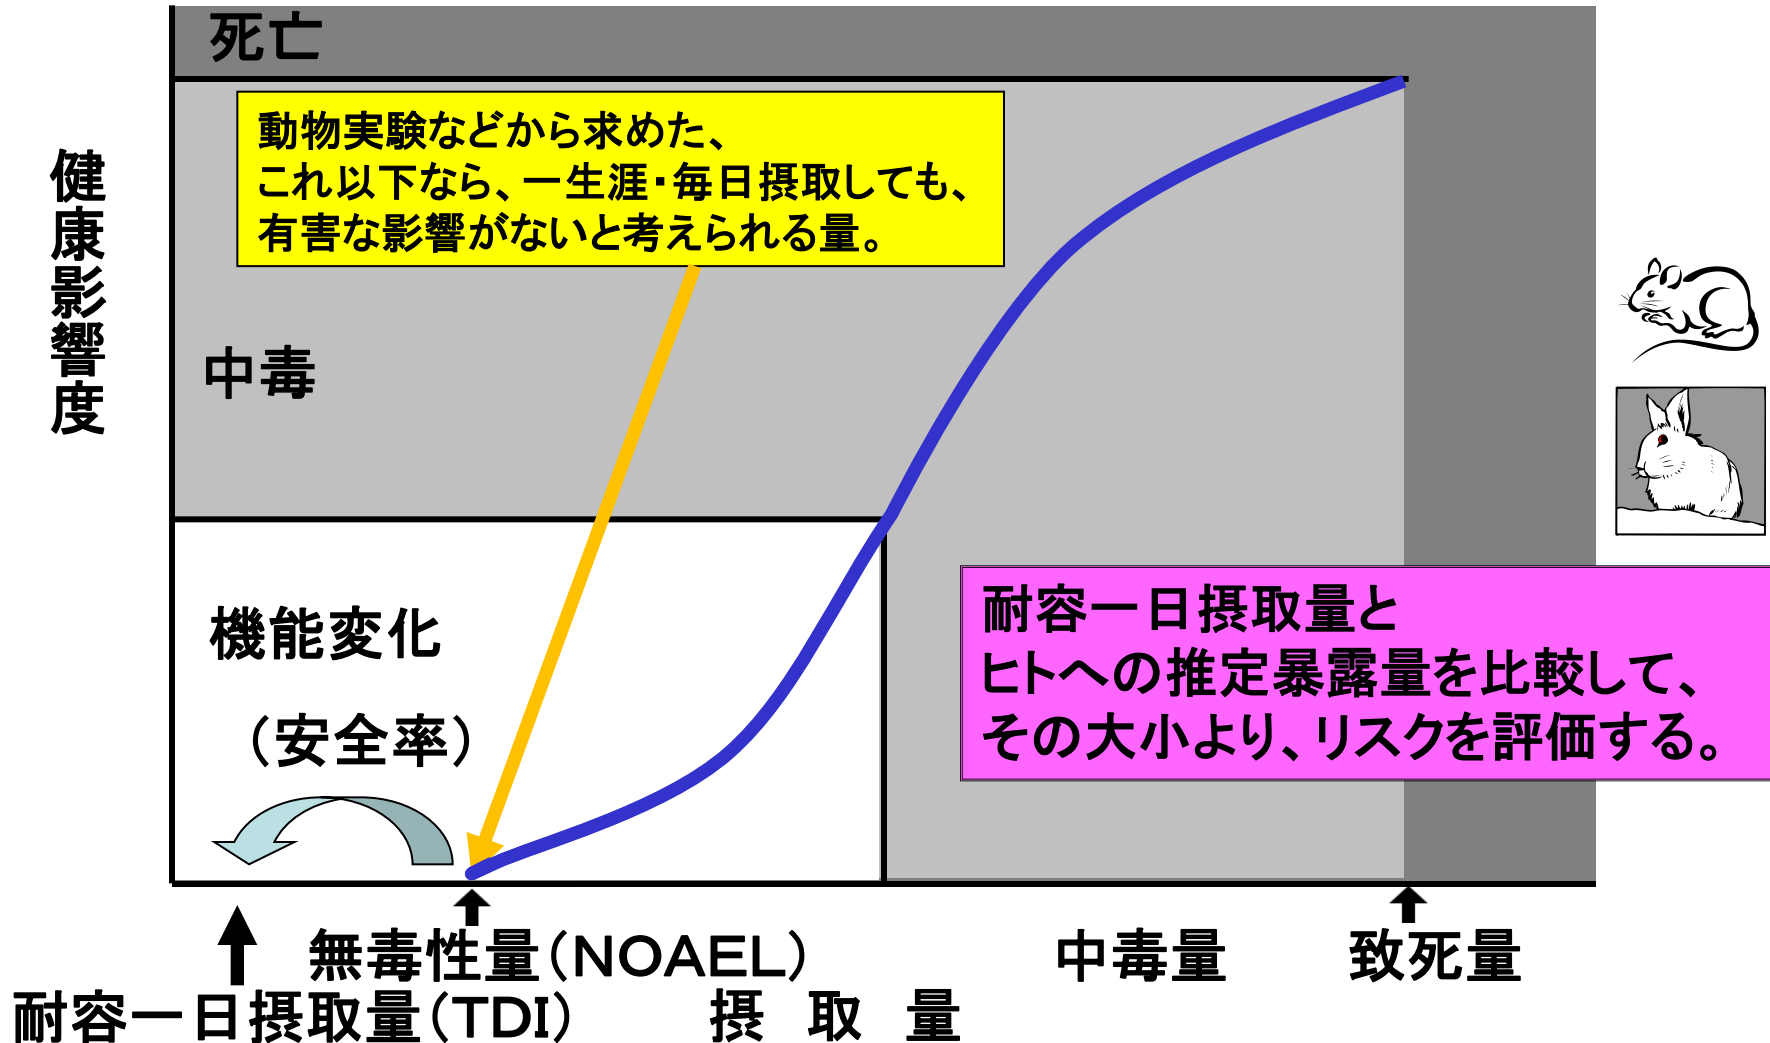 死亡
動物実験などから求めた、
これ以下なら、一生涯・毎日摂取しても、
有害な影響がないと考えられる量。
健康影響度
中毒
機能変化
（安全率）
耐容一日摂取量と
ヒトへの推定暴露量を比較して、
その大小より、リスクを評価する。
無毒性量（NOAEL）
中毒量
致死量
耐容一日摂取量（TDI）
摂 取 量